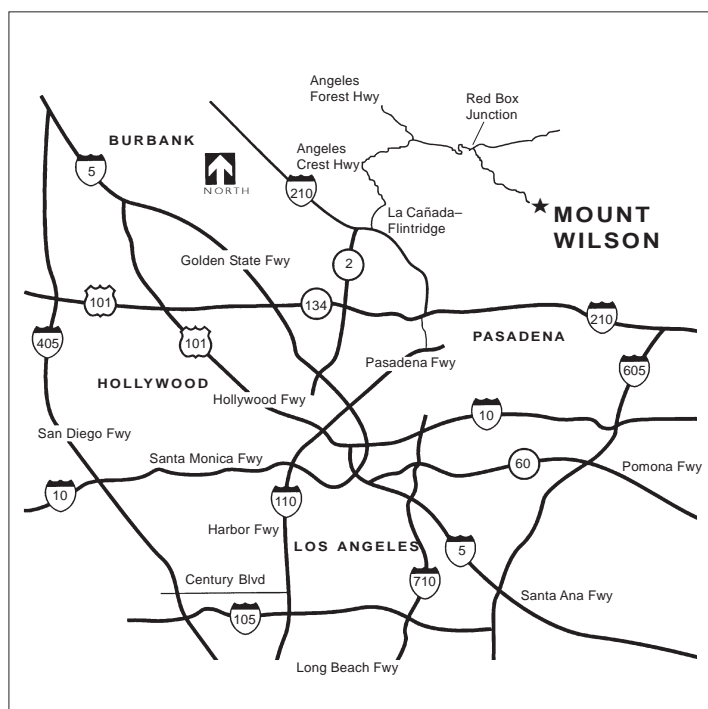 Angeles
Forest Hwy
Red Box
Junction
BURBANK
Angeles
Crest Hwy
5
NORTH
210
La Cañada–
Flintridge
MOUNT
WILSON
Golden State Fwy
2
101
134
210
405
101
PASADENA
Pasadena Fwy
605
HOLLYWOOD
Hollywood Fwy
10
San Diego Fwy
Santa Monica Fwy
60
Pomona Fwy
10
110
Harbor Fwy
LOS ANGELES
5
Century Blvd
710
Santa Ana Fwy
105
Long Beach Fwy